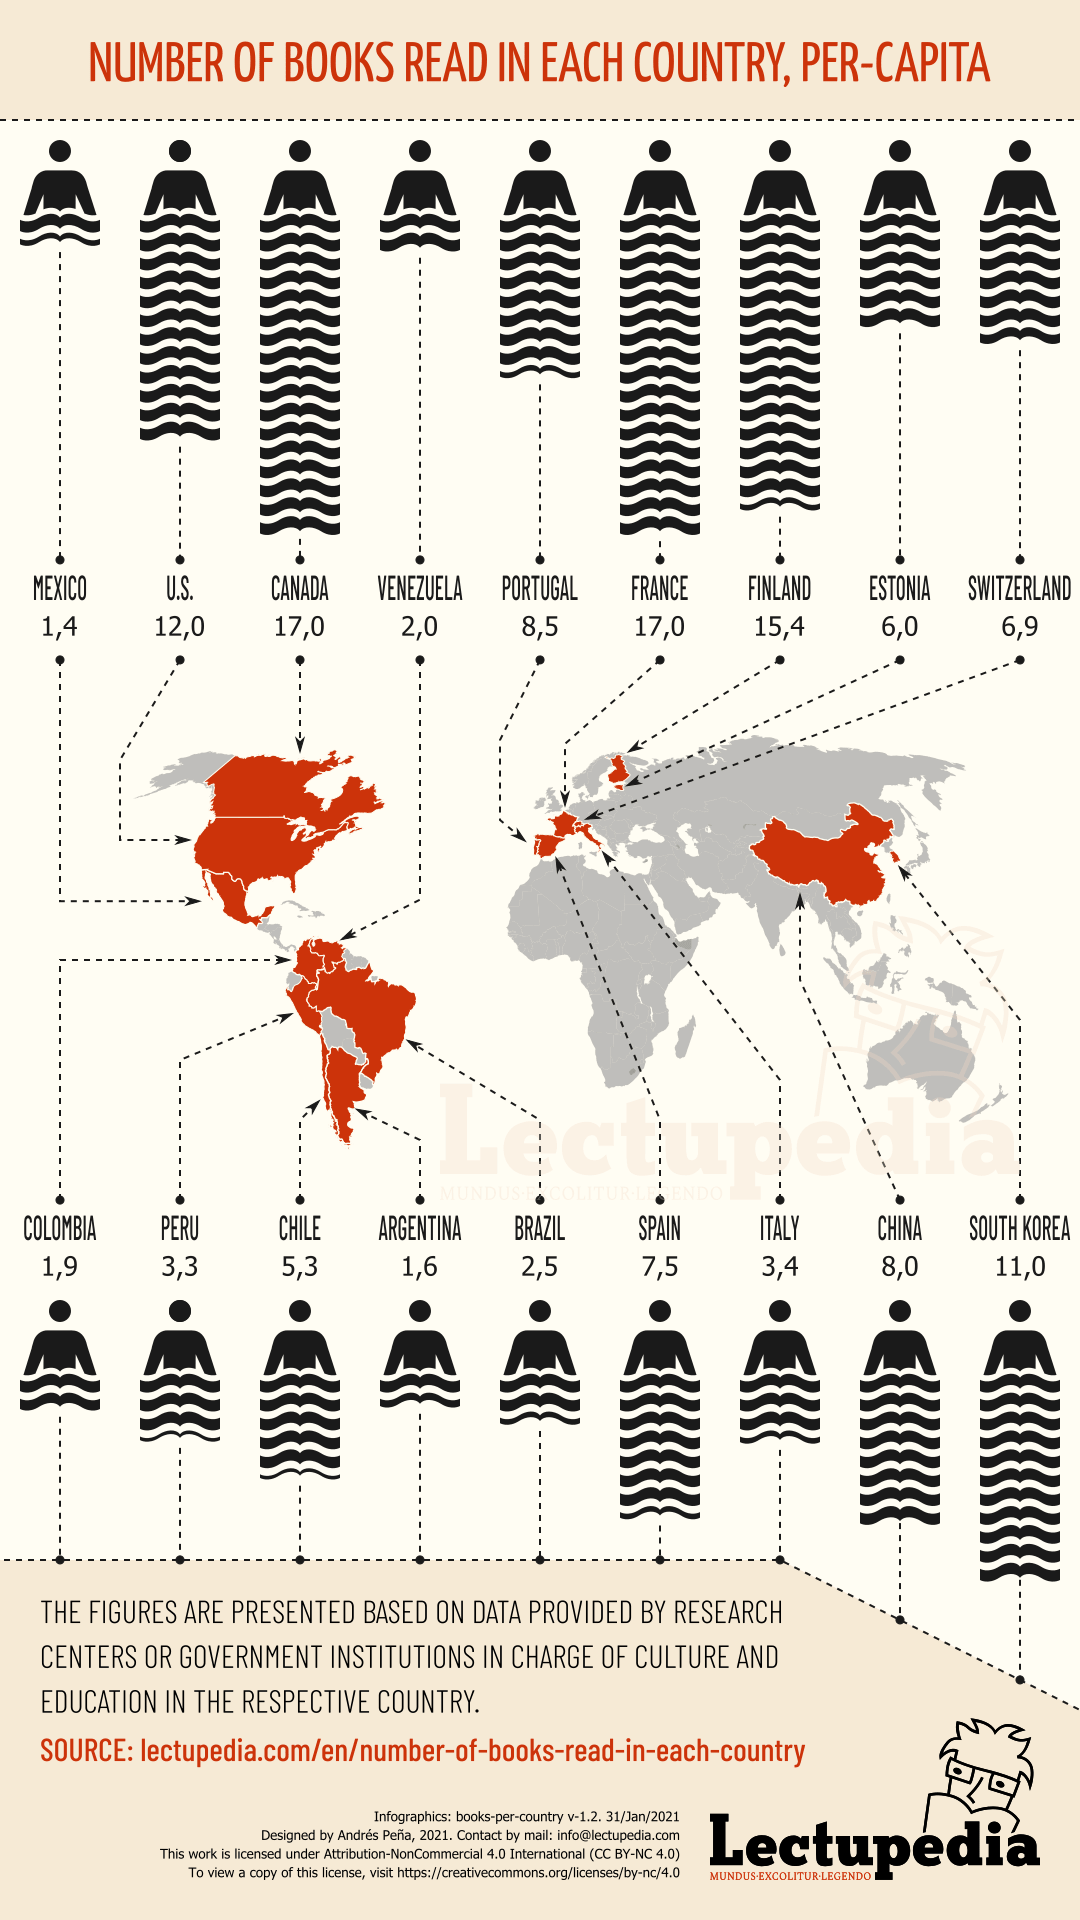 NUMBER OF BOOKS READ IN EACH COUNTRY, PER-CAPITA
MEXICO
1,4
U.S.
12,0
CANADA
17,0
VENEZUELA
2,0
PORTUGAL
8,5
FRANCE
17,0
FINLAND
15,4
ESTONIA
6,0
SWITZERLAND
6,9
Lectupedia
MUNDUS·EXCOLITUR·LEGENDO
COLOMBIA
1,9
PERU
3,3
CHILE
5,3
ARGENTINA
1,6
BRAZIL
2,5
SPAIN
7,5
ITALY
3,4
CHINA
8,0
SOUTH KOREA
11,0
THE FIGURES ARE PRESENTED BASED ON DATA PROVIDED BY RESEARCH
CENTERS OR GOVERNMENT INSTITUTIONS IN CHARGE OF CULTURE AND
EDUCATION IN THE RESPECTIVE COUNTRY.
SOURCE: lectupedia.com/en/number-of-books-read-in-each-country
Infographics: books-per-country v-1.2. 31/Jan/2021
Designed by Andrés Peña, 2021. Contact by mail: info@lectupedia.com
This work is licensed under Attribution-NonCommercial 4.0 International (CC BY-NC 4.0)
To view a copy of this license, visit https://creativecommons.org/licenses/by-nc/4.0
Lectupedia
MUNDUS·EXCOLITUR·LEGENDO